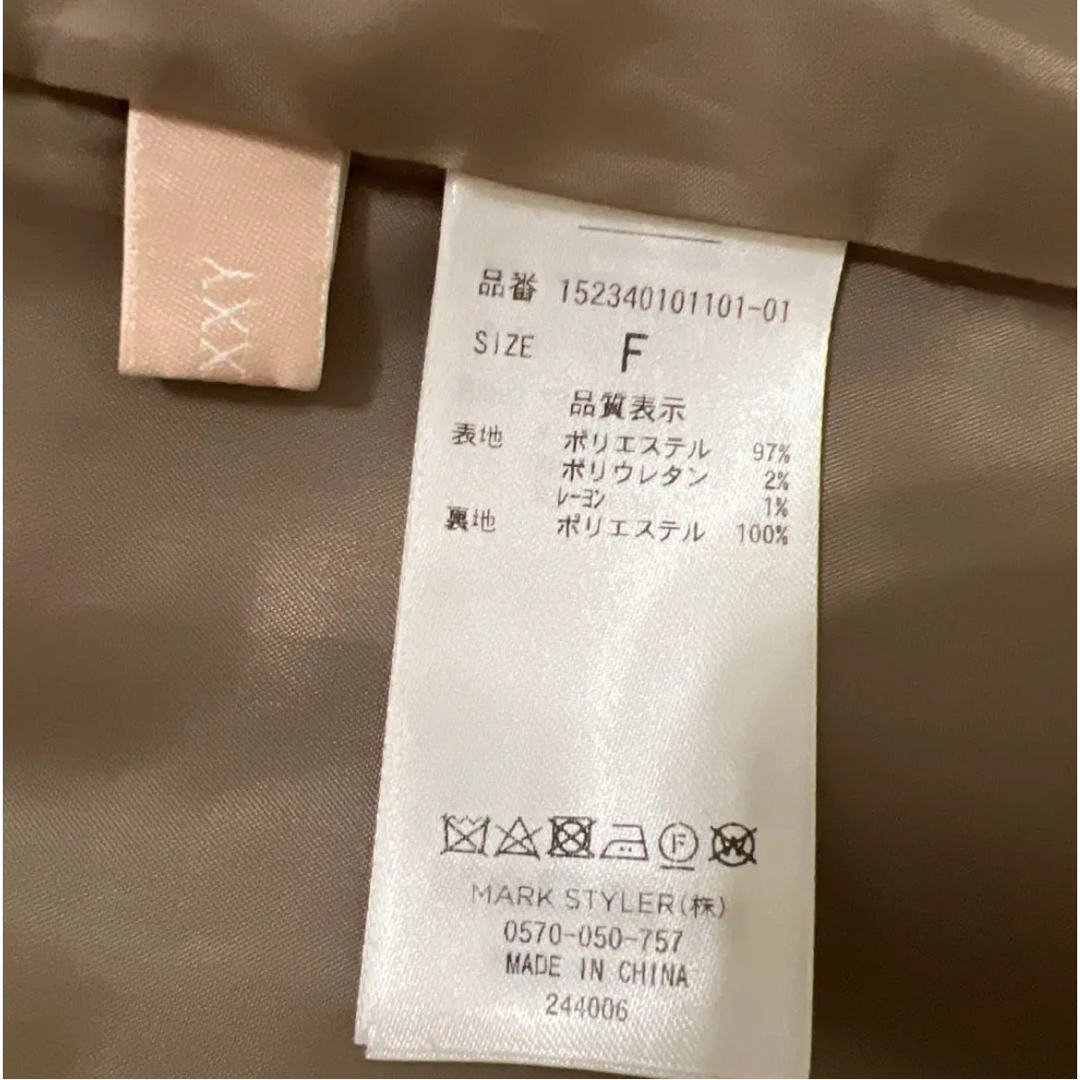 XXY
品番 152340101101-01
SIZE F
品質表示
表地 ポリエステル 97%
ポリウレタン 2%
レーヨン 1%
裏地 ポリエステル 100%
F W
MARK STYLER(株)
0570-050-757
MADE IN CHINA
244006